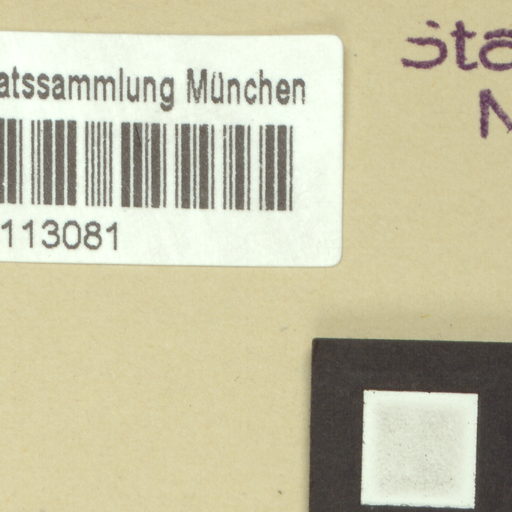 atssammlung München
113081
Sta
N